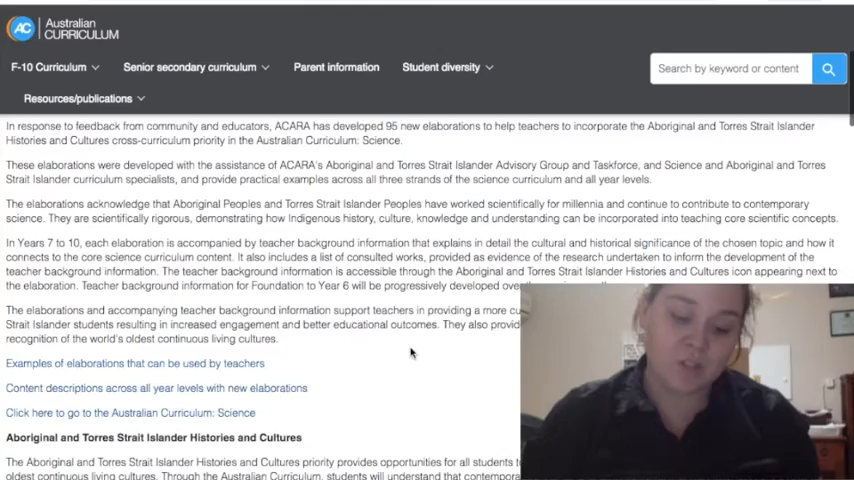 Australian
CURRICULUM
F-10 Curriculum
Senior secondary curriculum
Parent information
Student diversity
Search by keyword or content
Resources/publications
In response to feedback from community and educators, ACARA has developed 95 new elaborations to help teachers to incorporate the Aboriginal and Torres Strait Islander
Histories and Cultures cross-curriculum priority in the Australian Curriculum: Science.
These elaborations were developed with the assistance of ACARA's Aboriginal and Torres Strait Islander Advisory Group and Taskforce, and Science and Aboriginal and Torres
Strait Islander curriculum specialists, and provide practical examples across all three strands of the science curriculum and all year levels.
The elaborations acknowledge that Aboriginal Peoples and Torres Strait Islander Peoples have worked scientifically for millennia and continue to contribute to contemporary
science. They are scientifically rigorous, demonstrating how Indigenous history, culture, knowledge and understanding can be incorporated into teaching core scientific concepts.
In Years 7 to 10, each elaboration is accompanied by teacher background information that explains in detail the cultural and historical significance of the chosen topic and how it
connects to the core science curriculum content. It also includes a list of consulted works, provided as evidence of the research undertaken to inform the development of the
teacher background information. The teacher background information is accessible through the Aboriginal and Torres Strait Islander Histories and Cultures icon appearing next to
the elaboration. Teacher background information for Foundation to Year 6 will be progressively developed
The elaborations and accompanying teacher background information support teachers in providing a more
Strait Islander students resulting in increased engagement and better educational outcomes. They also
recognition of the world's oldest continuous living cultures.
Examples of elaborations that can be used by teachers
Content descriptions across all year levels with new elaborations
Click here to go to the Australian Curriculum: Science
Aboriginal and Torres Strait Islander Histories and Cultures
The Aboriginal and Torres Strait Islander Histories and Cultures priority provides opportunities for all students
oldest continuous living cultures. Through the Australian Curriculum, students will understand that